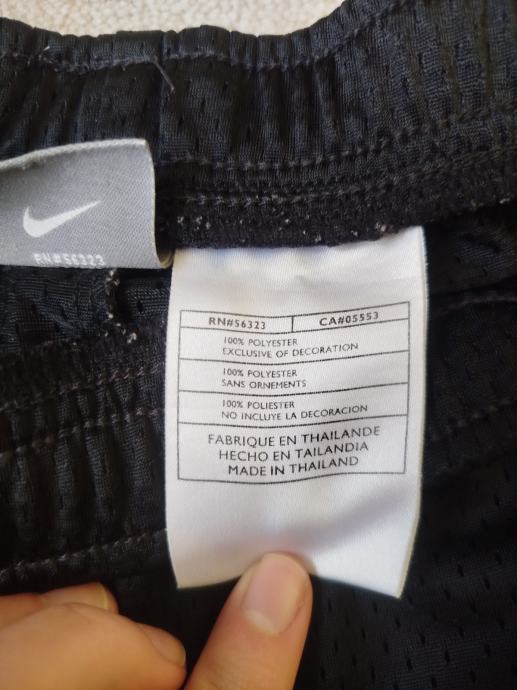 RN#56323
RN#56323 CA#05553
100% POLYESTER
EXCLUSIVE OF DECORATION
100% POLYESTER
SANS ORNEMENTS
100% POLIESTER
NO INCLUYE LA DECORACION
FABRIQUE EN THAILANDE
HECHO EN TAILANDIA
MADE IN THAILAND